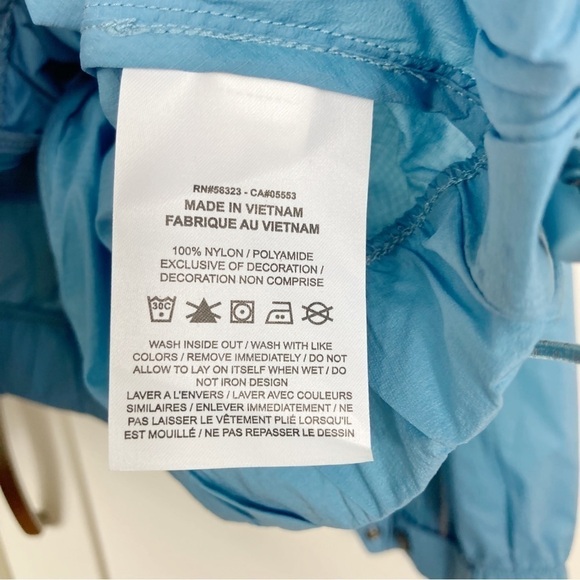 RN#56323 - CA#05553
MADE IN VIETNAM
FABRIQUE AU VIETNAM
100% NYLON / POLYAMIDE
EXCLUSIVE OF DECORATION /
DECORATION NON COMPRISE
30C
WASH INSIDE OUT / WASH WITH LIKE
COLORS / REMOVE IMMEDIATELY / DO NOT
ALLOW TO LAY ON ITSELF WHEN WET / DO
NOT IRON DESIGN
LAVER A L'ENVERS / LAVER AVEC COULEURS
SIMILAIRES / ENLEVER IMMEDIATEMENT / NE
PAS LAISSER LE VÊTEMENT PLIÉ LORSQU'IL
EST MOUILLÉ / NE PAS REPASSER LE DESSIN